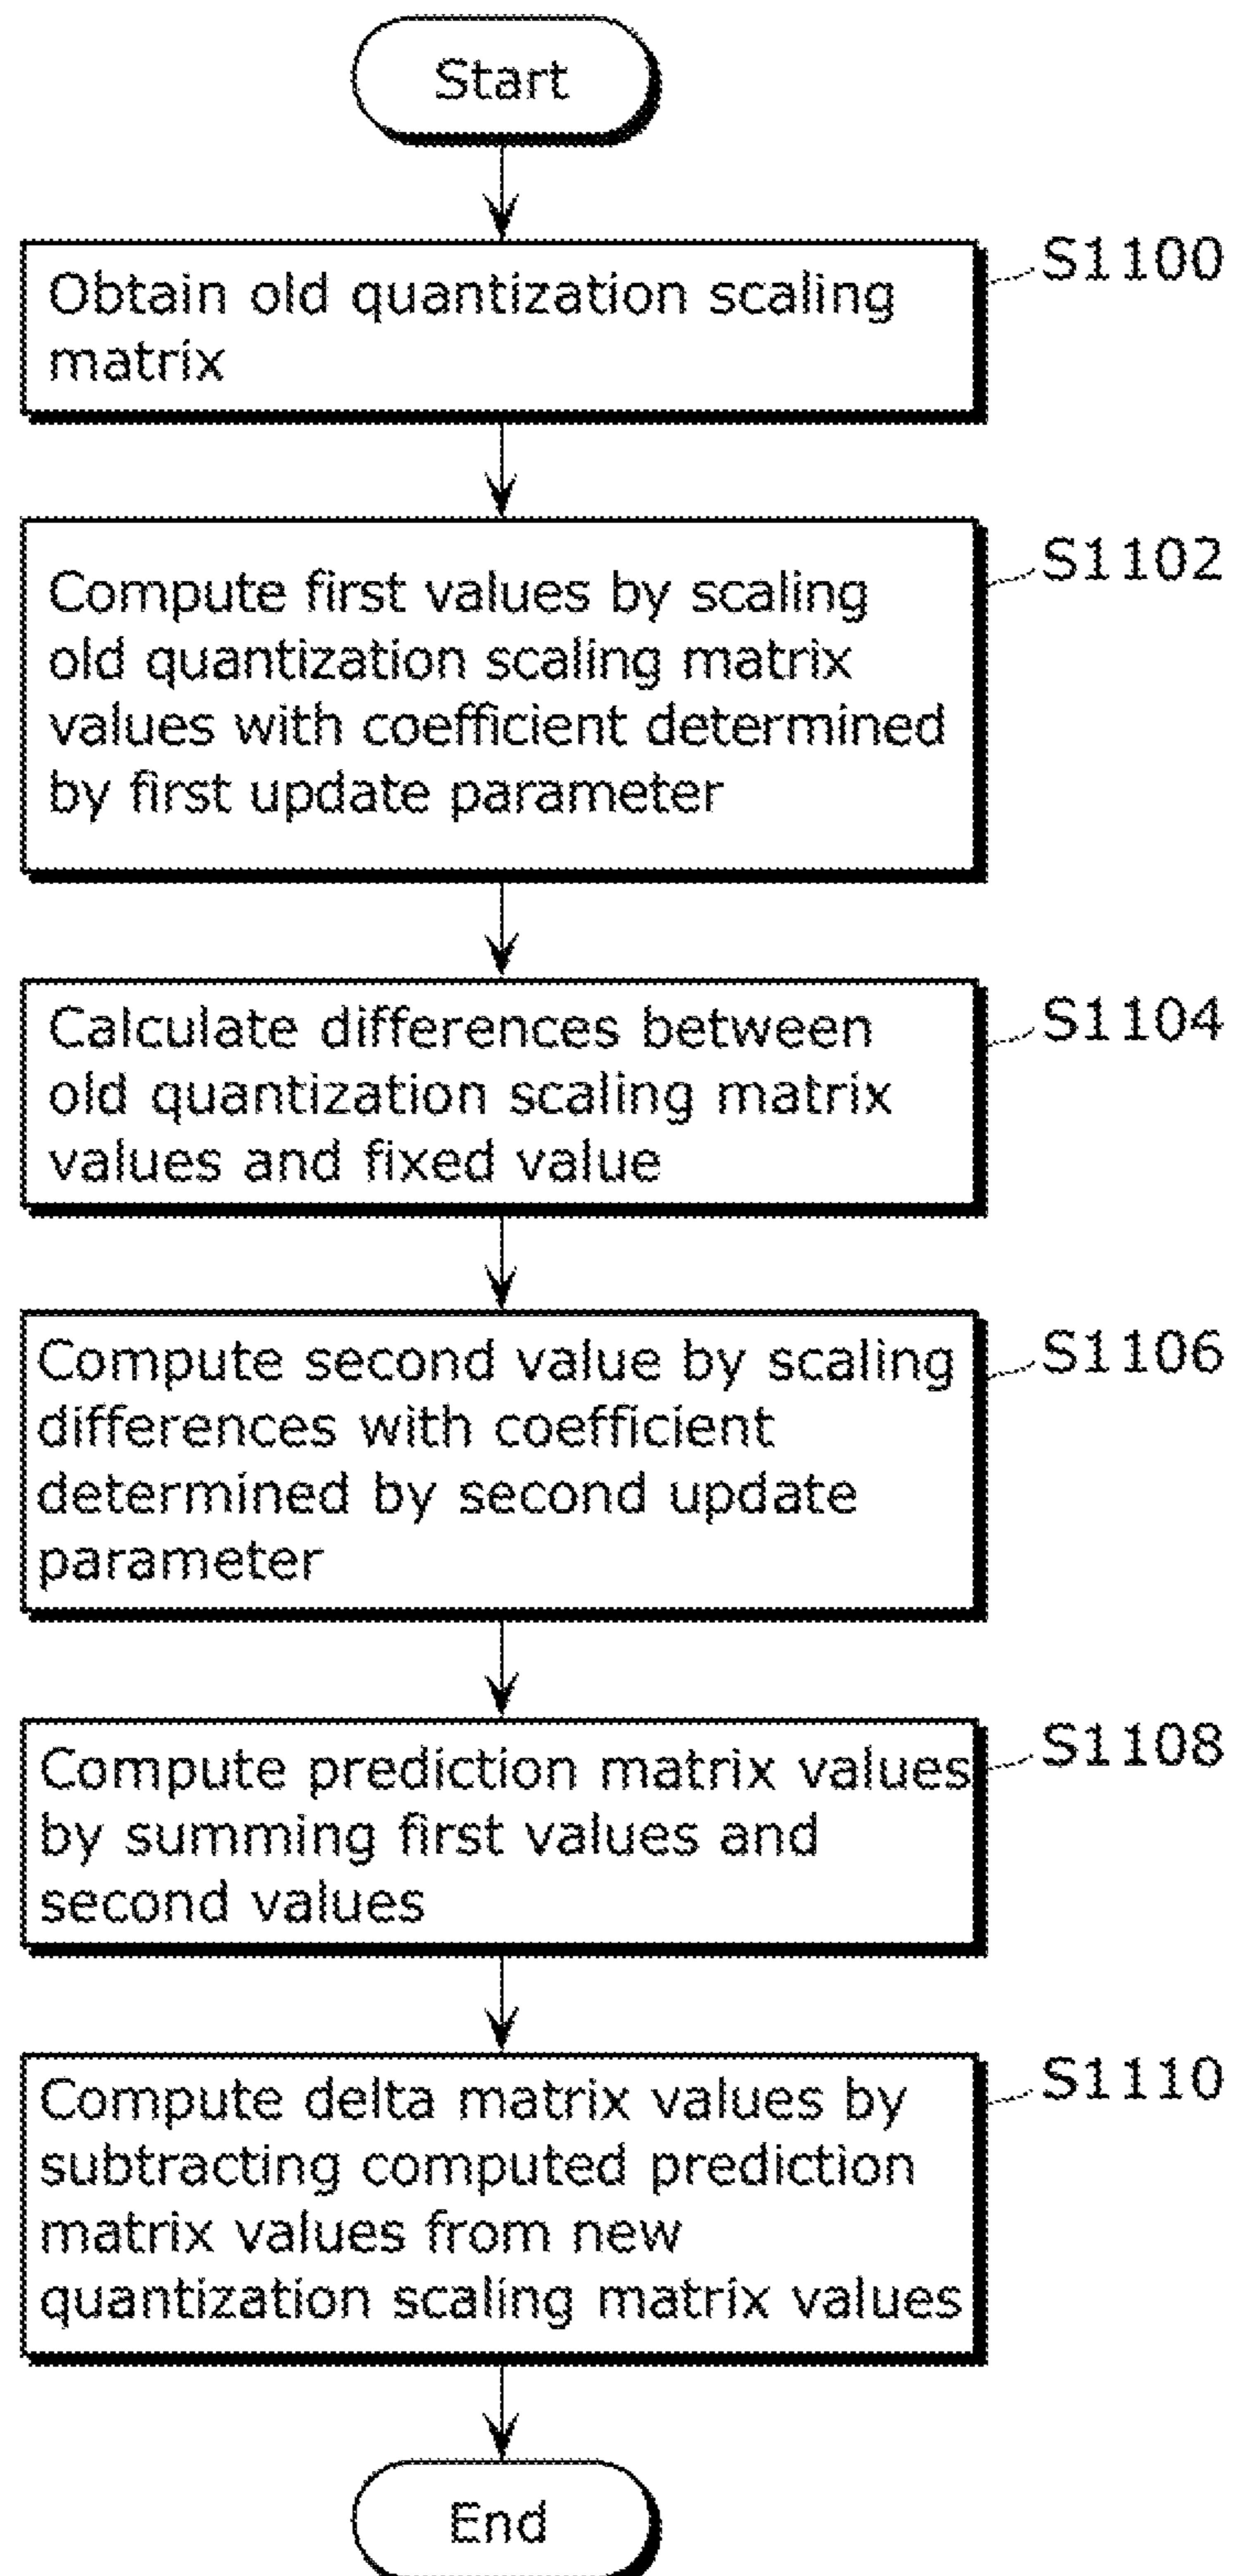 Start
S1100
Obtain old quantization scaling
matrix
S1102
Compute first values by scaling
old quantization scaling matrix
values with coefficient determined
by first update parameter
S1104
Calculate differences between
old quantization scaling matrix
values and fixed value
S1106
Compute second value by scaling
differences with coefficient
determined by second update
parameter
S1108
Compute prediction matrix values
by summing first values and
second values
S1110
Compute delta matrix values by
subtracting computed prediction
matrix values from new
quantization scaling matrix values
End